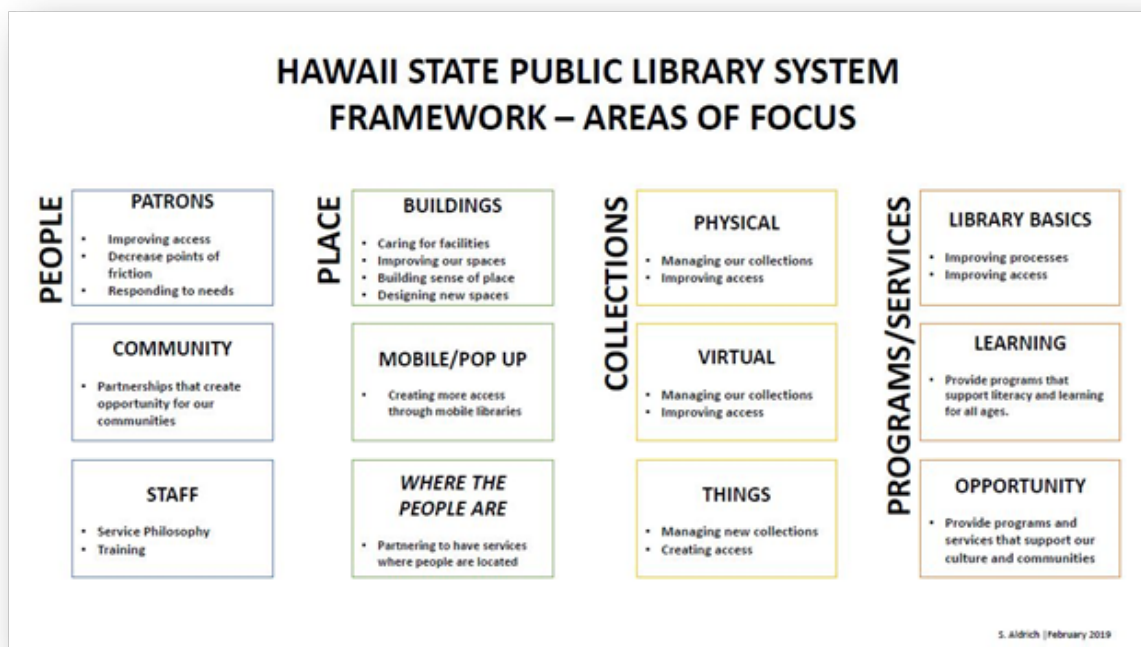 HAWAII STATE PUBLIC LIBRARY SYSTEM
FRAMEWORK – AREAS OF FOCUS
PEOPLE
PATRONS
• Improving access
• Decrease points of
friction
• Responding to needs
COMMUNITY
• Partnerships that create
opportunity for our
communities
STAFF
• Service Philosophy
• Training
PLACE
BUILDINGS
• Caring for facilities
• Improving our spaces
• Building sense of place
• Designing new spaces
MOBILE/POP UP
• Creating more access
through mobile libraries
WHERE THE
PEOPLE ARE
• Partnering to have services
where people are located
COLLECTIONS
PHYSICAL
• Managing our collections
• Improving access
VIRTUAL
• Managing our collections
• Improving access
THINGS
• Managing new collections
• Creating access
PROGRAMS/SERVICES
LIBRARY BASICS
• Improving processes
• Improving access
LEARNING
• Provide programs that
support literacy and learning
for all ages.
OPPORTUNITY
• Provide programs and
services that support our
culture and communities
S. Aldrich |February 2019